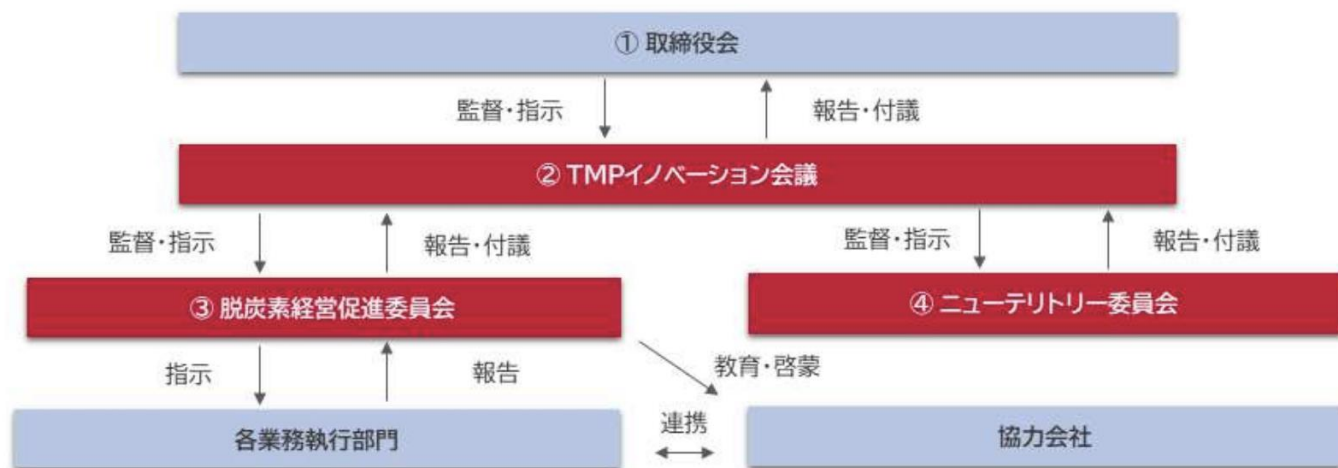 ① 取締役会
監督・指示
報告・付議
② TMPイノベーション会議
監督・指示
報告・付議
監督・指示
報告・付議
③ 脱炭素経営促進委員会
④ ニューテリトリー委員会
指示
報告
教育・啓蒙
各業務執行部門
連携
協力会社